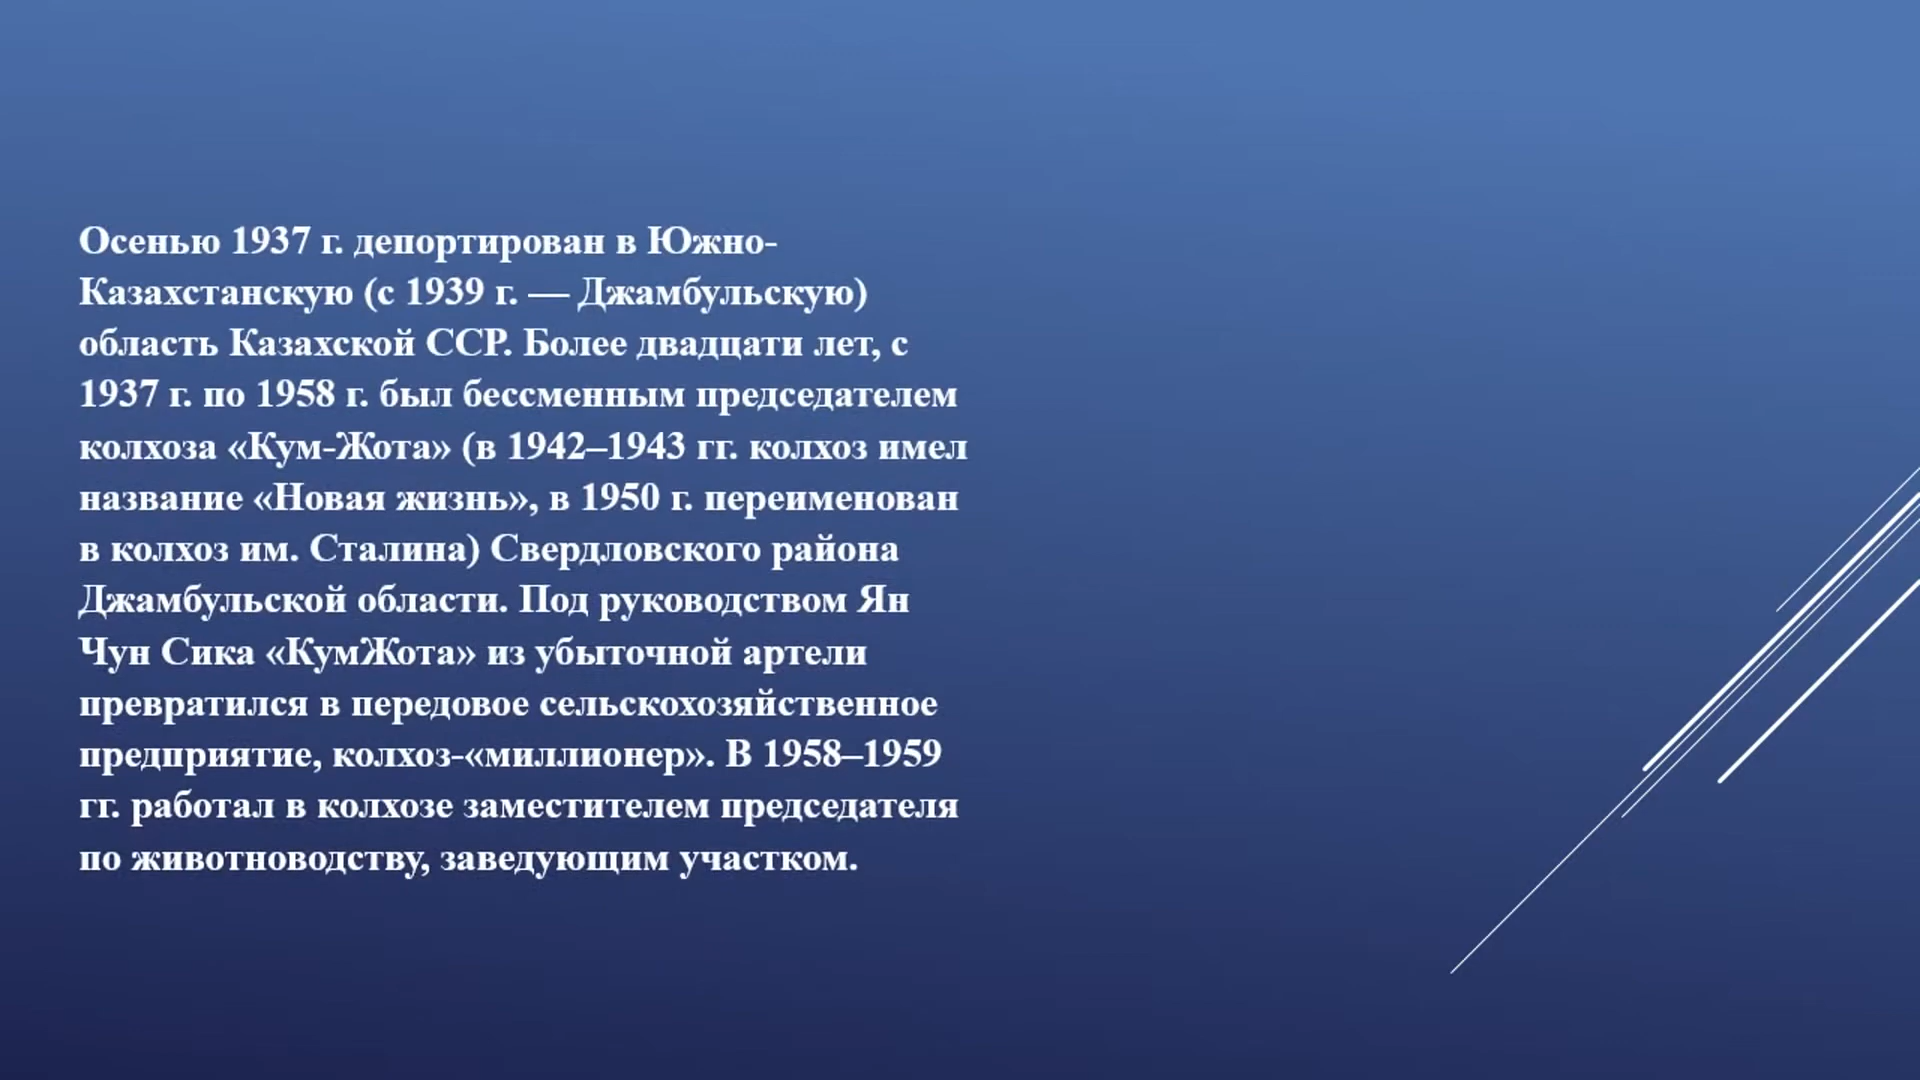 Осенью 1937 г. депортирован в Южно-
Казахстанскую (с 1939 г. — Джамбульскую)
область Казахской ССР. Более двадцати лет, с
1937 г. по 1958 г. был бессменным председателем
колхоза «Кум-Жота» (в 1942–1943 гг. колхоз имел
название «Новая жизнь», в 1950 г. переименован
в колхоз им. Сталина) Свердловского района
Джамбульской области. Под руководством Ян
Чун Сика «КумЖота» из убыточной артели
превратился в передовое сельскохозяйственное
предприятие, колхоз-«миллионер». В 1958–1959
гг. работал в колхозе заместителем председателя
по животноводству, заведующим участком.